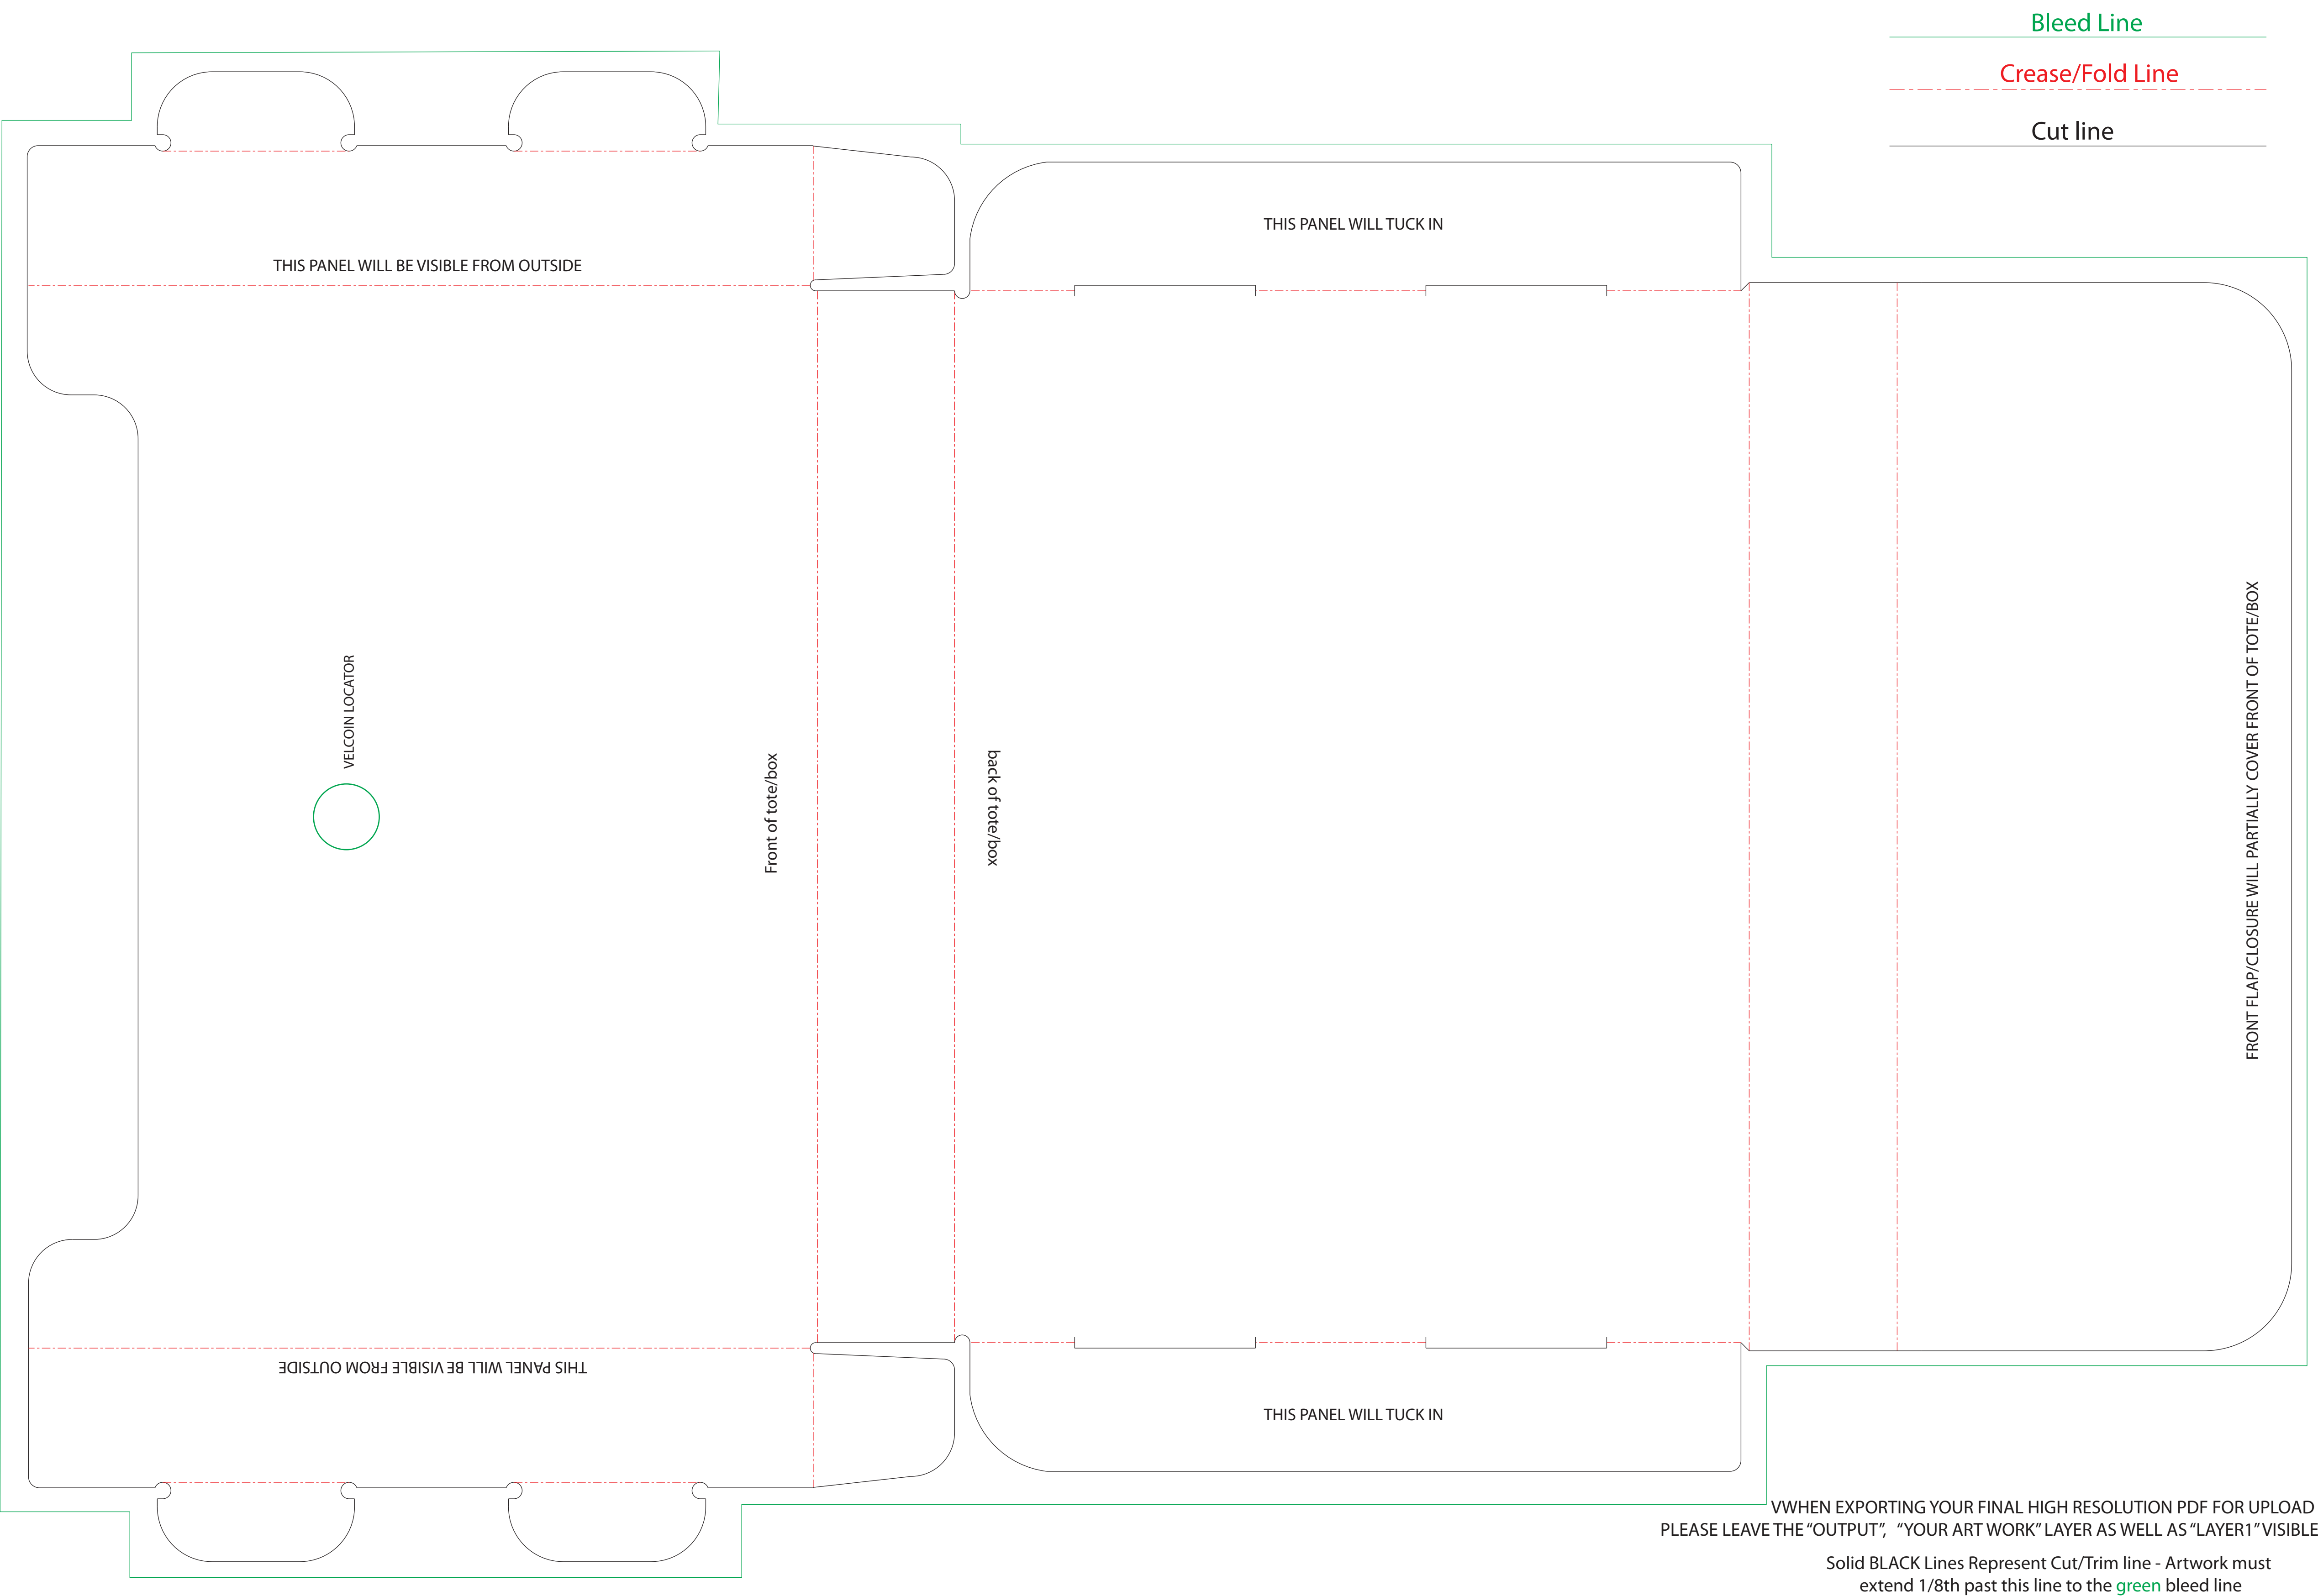 Bleed Line
Crease/Fold Line
Cut line
THIS PANEL WILL TUCK IN
THIS PANEL WILL BE VISIBLE FROM OUTSIDE
VELCOIN LOCATOR
Front of tote/box
back of tote/box
FRONT FLAP/CLOSURE WILL PARTIALLY COVER FRONT OF TOTE/BOX
THIS PANEL WILL BE VISIBLE FROM OUTSIDE
THIS PANEL WILL TUCK IN
VWHEN EXPORTING YOUR FINAL HIGH RESOLUTION PDF FOR UPLOAD
PLEASE LEAVE THE “OUTPUT”, “YOUR ART WORK” LAYER AS WELL AS “LAYER1” VISIBLE
Solid BLACK Lines Represent Cut/Trim line - Artwork must
extend 1/8th past this line to the green bleed line